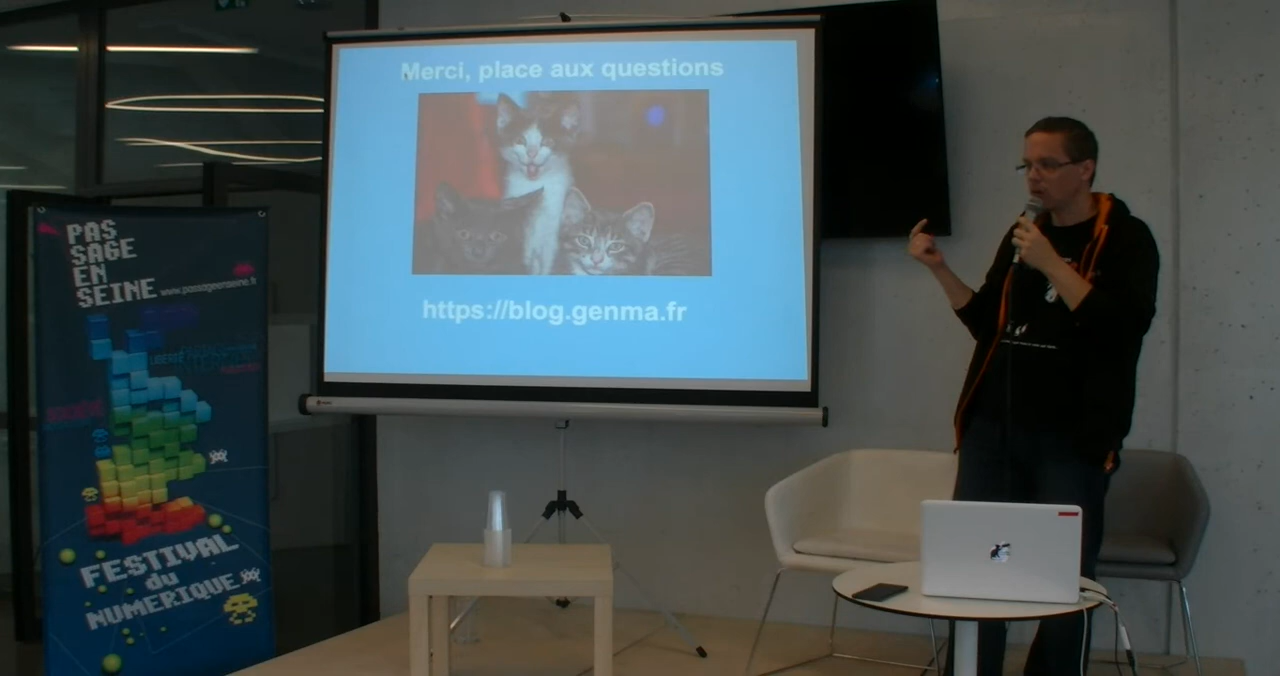 Merci, place aux questions
https://blog.genma.fr
PAS
SAGE
EN
SEINE www.passageenseine.fr
FESTIVAL
du
NUMERIQUE